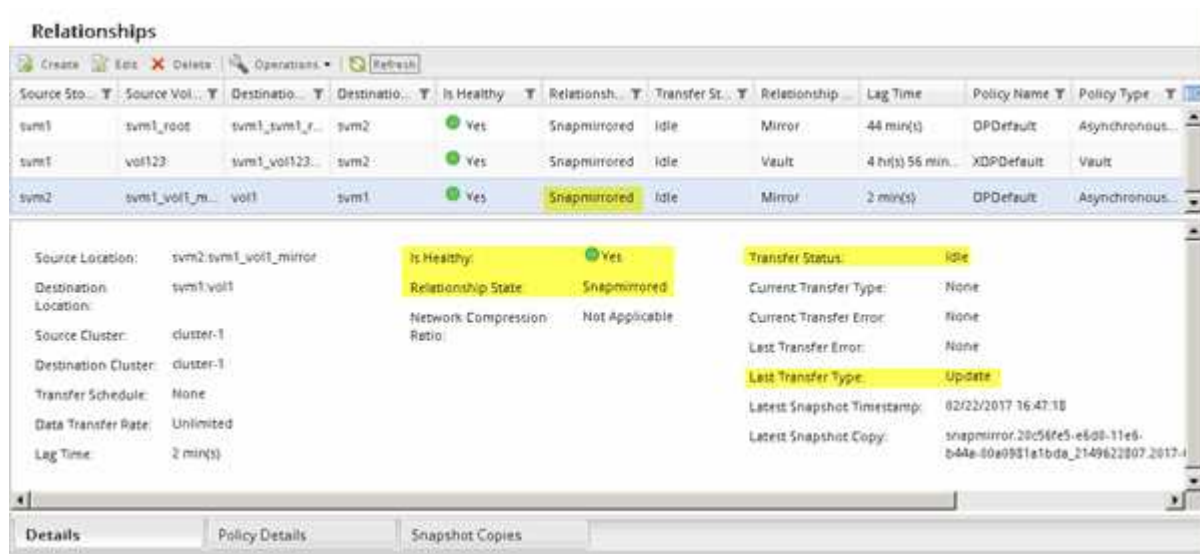 Relationships
Create Edit Delete Operations Refresh
Source Sto... Source Vol... Destinatio... Destinatio... Is Healthy Relationsh... Transfer St... Relationship ... Lag Time Policy Name Policy Type
svm1 svm1_root svm1_svm1_r... svm2 Yes Snapmirrored Idle Mirror 44 min(s) DPDefault Asynchronous...
svm1 vol123 svm1_vol123... svm2 Yes Snapmirrored Idle Vault 4 hr(s) 56 min... XDPDefault Vault
svm2 svm1_vol1_m... vol1 svm1 Yes Snapmirrored Idle Mirror 2 min(s) DPDefault Asynchronous...
Source Location: svm2:svm1_vol1_mirror
Destination Location: svm1:vol1
Source Cluster: cluster-1
Destination Cluster: cluster-1
Transfer Schedule: None
Data Transfer Rate: Unlimited
Lag Time: 2 min(s)
Is Healthy: Yes
Relationship State: Snapmirrored
Network Compression Ratio: Not Applicable
Transfer Status: Idle
Current Transfer Type: None
Current Transfer Error: None
Last Transfer Error: None
Last Transfer Type: Update
Latest Snapshot Timestamp: 02/22/2017 16:47:18
Latest Snapshot Copy: snapmirror.20c56fe5-e6d0-11e6-
b44a-00a0981a1bda_2149622807.2017-
Details Policy Details Snapshot Copies